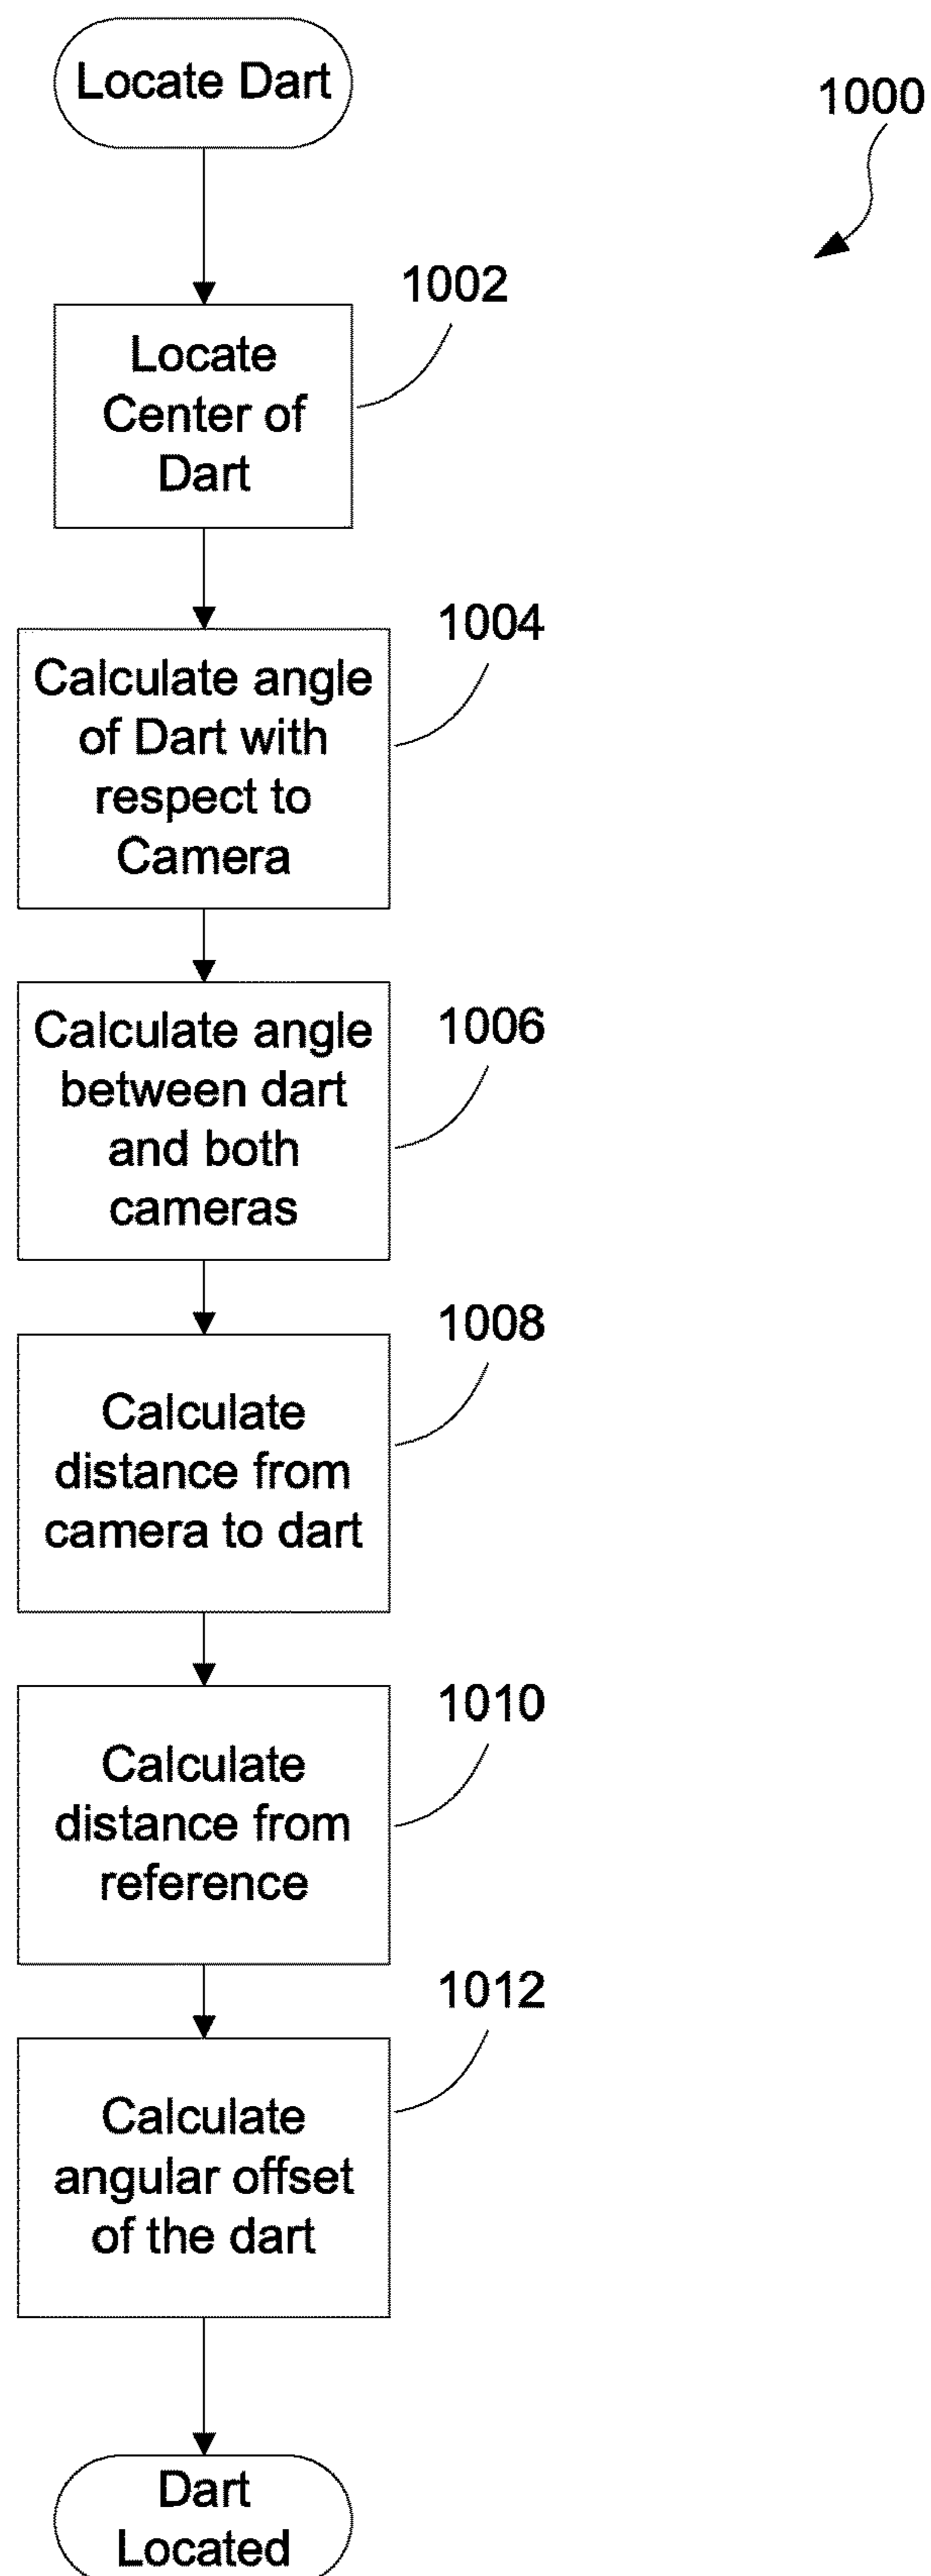 Locate Dart
1000
1002
Locate
Center of
Dart
1004
Calculate angle
of Dart with
respect to
Camera
1006
Calculate angle
between dart
and both
cameras
1008
Calculate
distance from
camera to dart
1010
Calculate
distance from
reference
1012
Calculate
angular offset
of the dart
Dart
Located